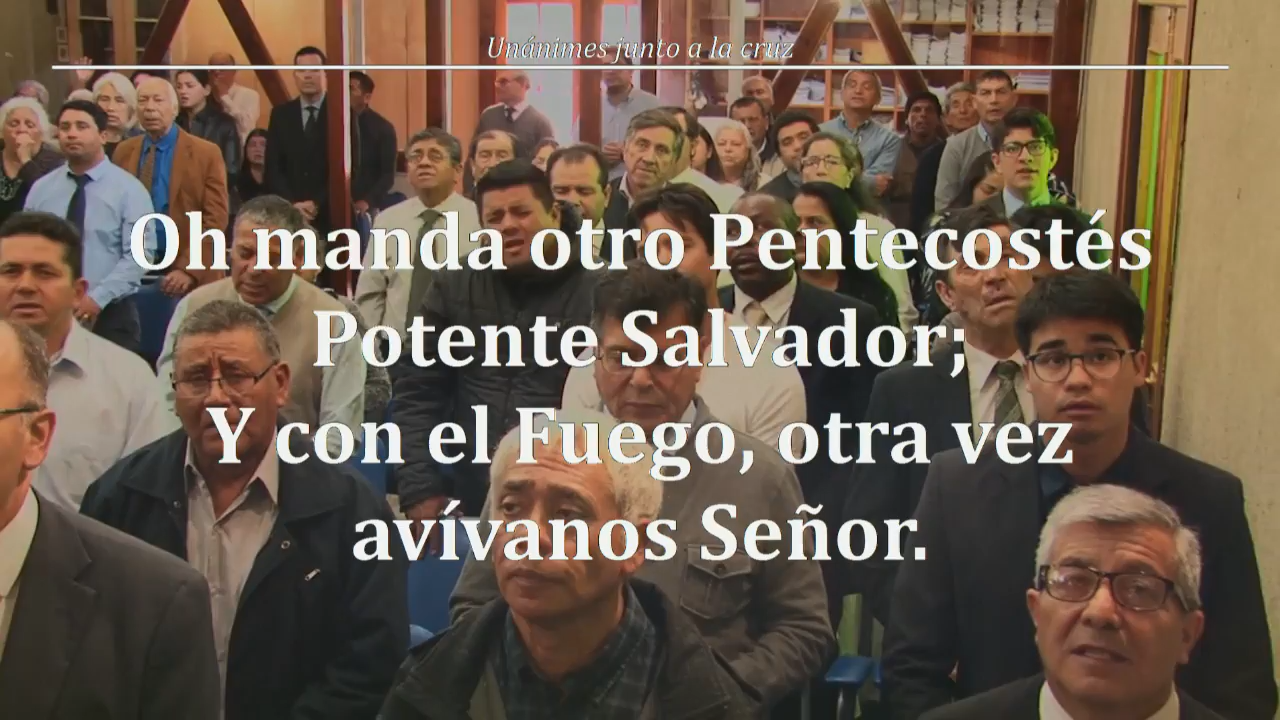 Unánimes junto a la cruz
Oh manda otro Pentecostés
Potente Salvador;
Y con el Fuego, otra vez
avívanos Señor.